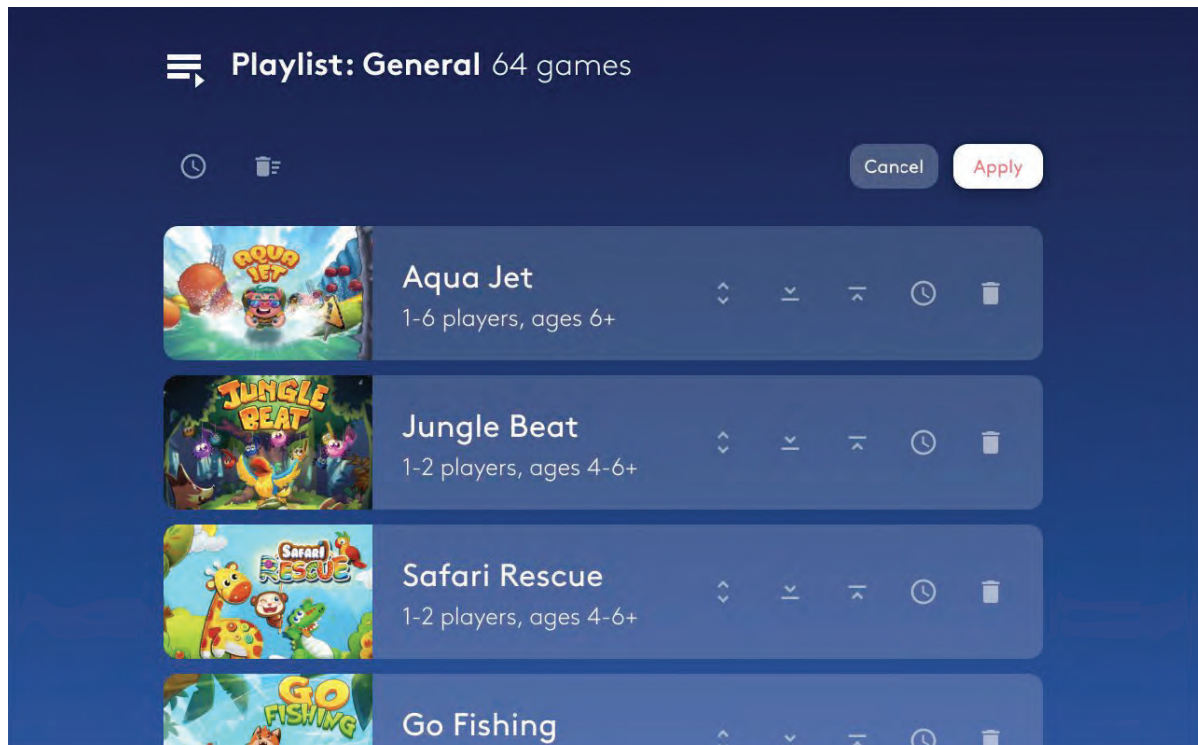 Playlist: General 64 games
Cancel
Apply
AQUA
JET
Aqua Jet
1-6 players, ages 6+
JUNGLE
BEAT
Jungle Beat
1-2 players, ages 4-6+
SAFARI
RESCUE
Safari Rescue
1-2 players, ages 4-6+
GO
FISHING
Go Fishing